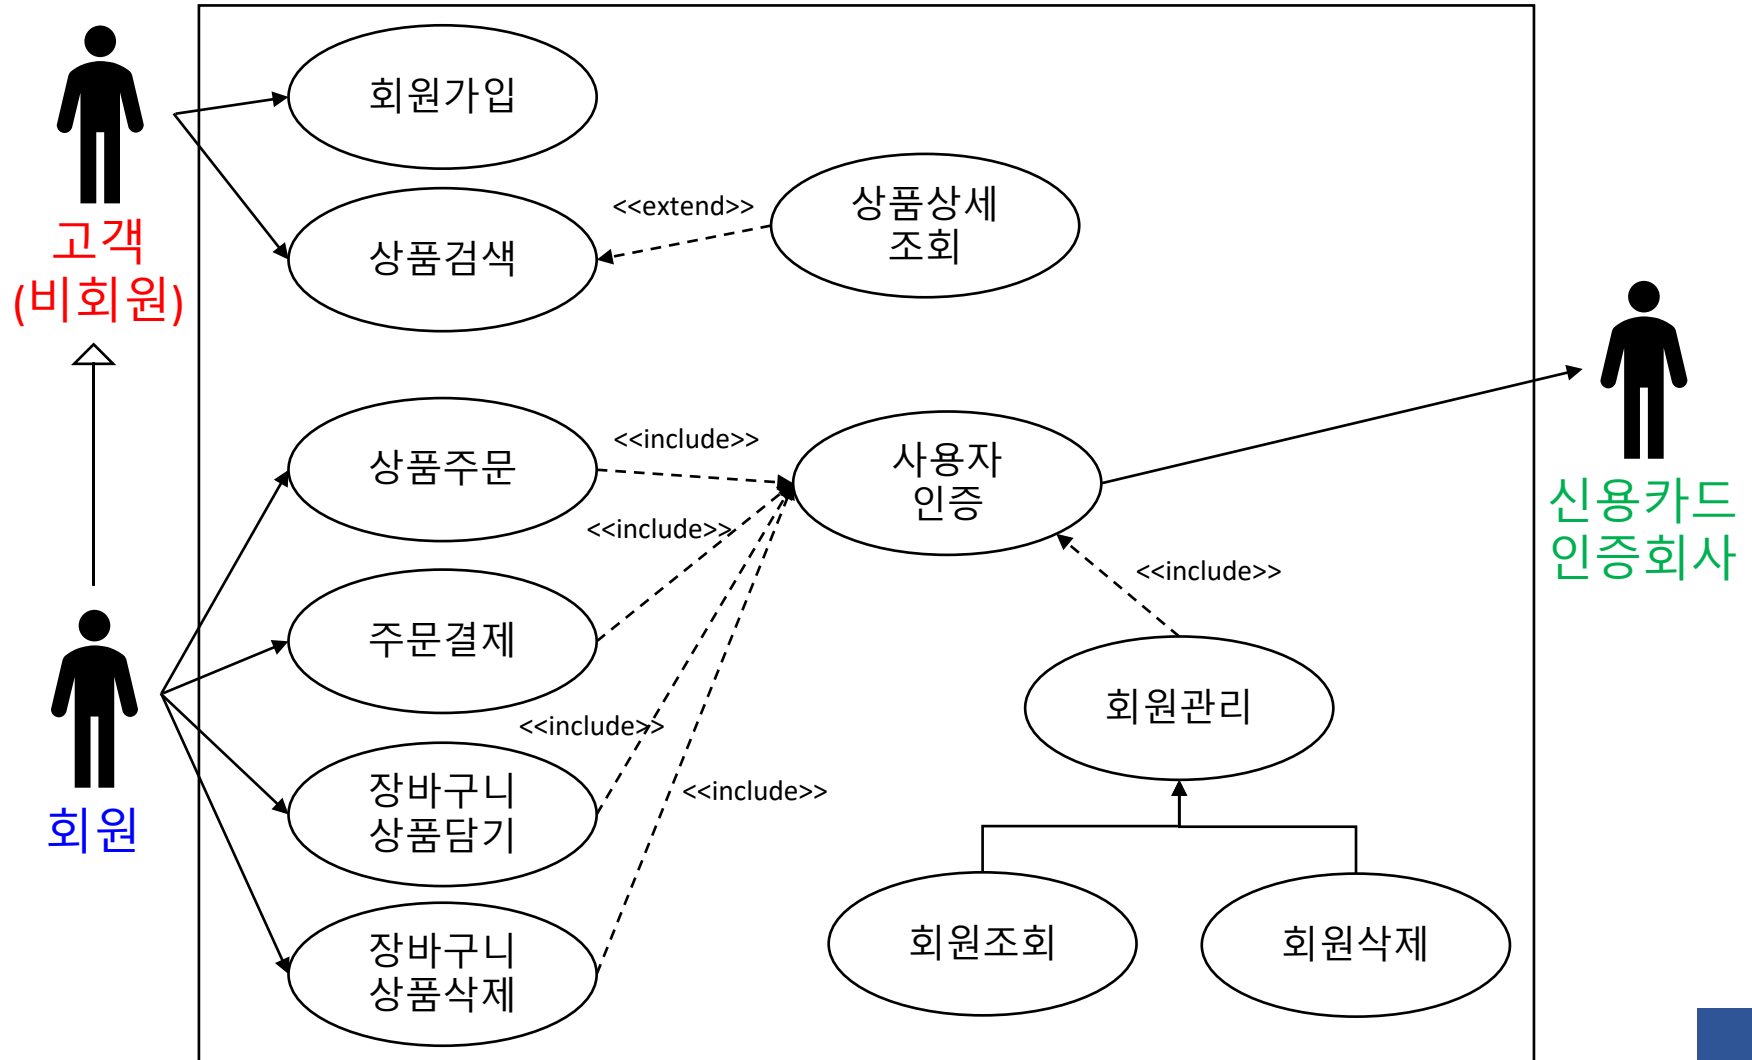 회원가입
상품검색
<<extend>>
상품상세
조회
고객
(비회원)
상품주문
<<include>>
사용자
인증
신용카드
인증회사
<<include>>
<<include>>
주문결제
회원관리
<<include>>
<<include>>
장바구니
상품담기
회원
회원조회
회원삭제
장바구니
상품삭제